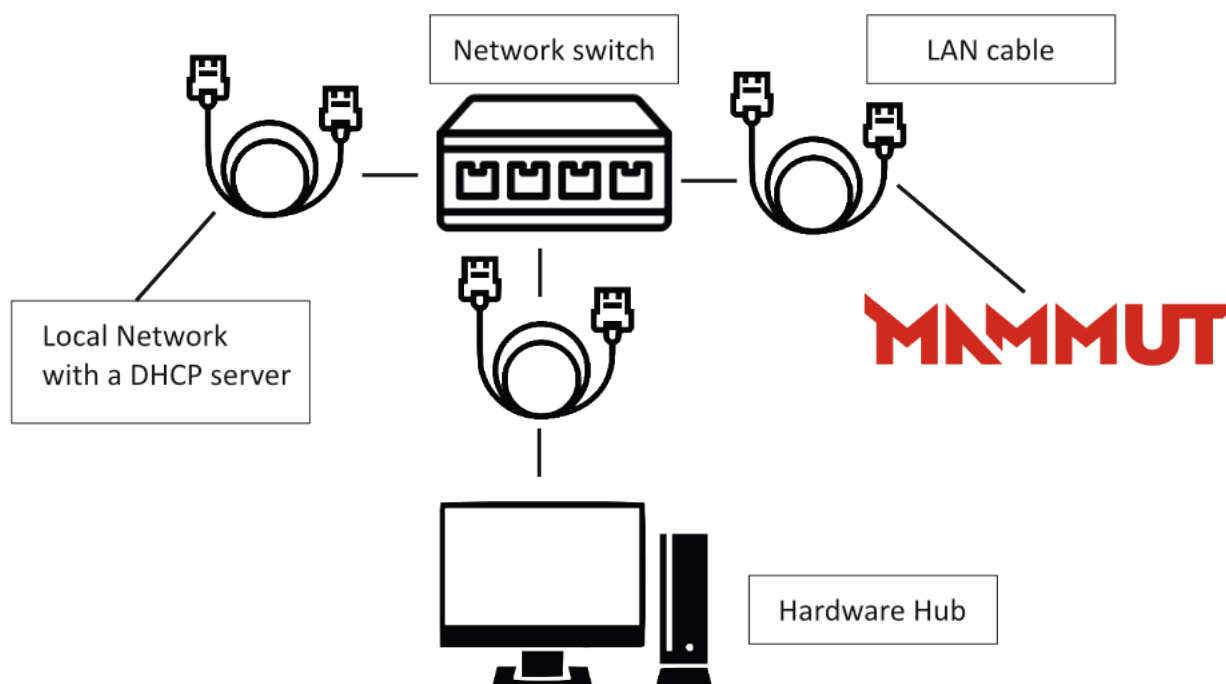 Network switch
LAN cable
Local Network
with a DHCP server
MAMMUT
Hardware Hub